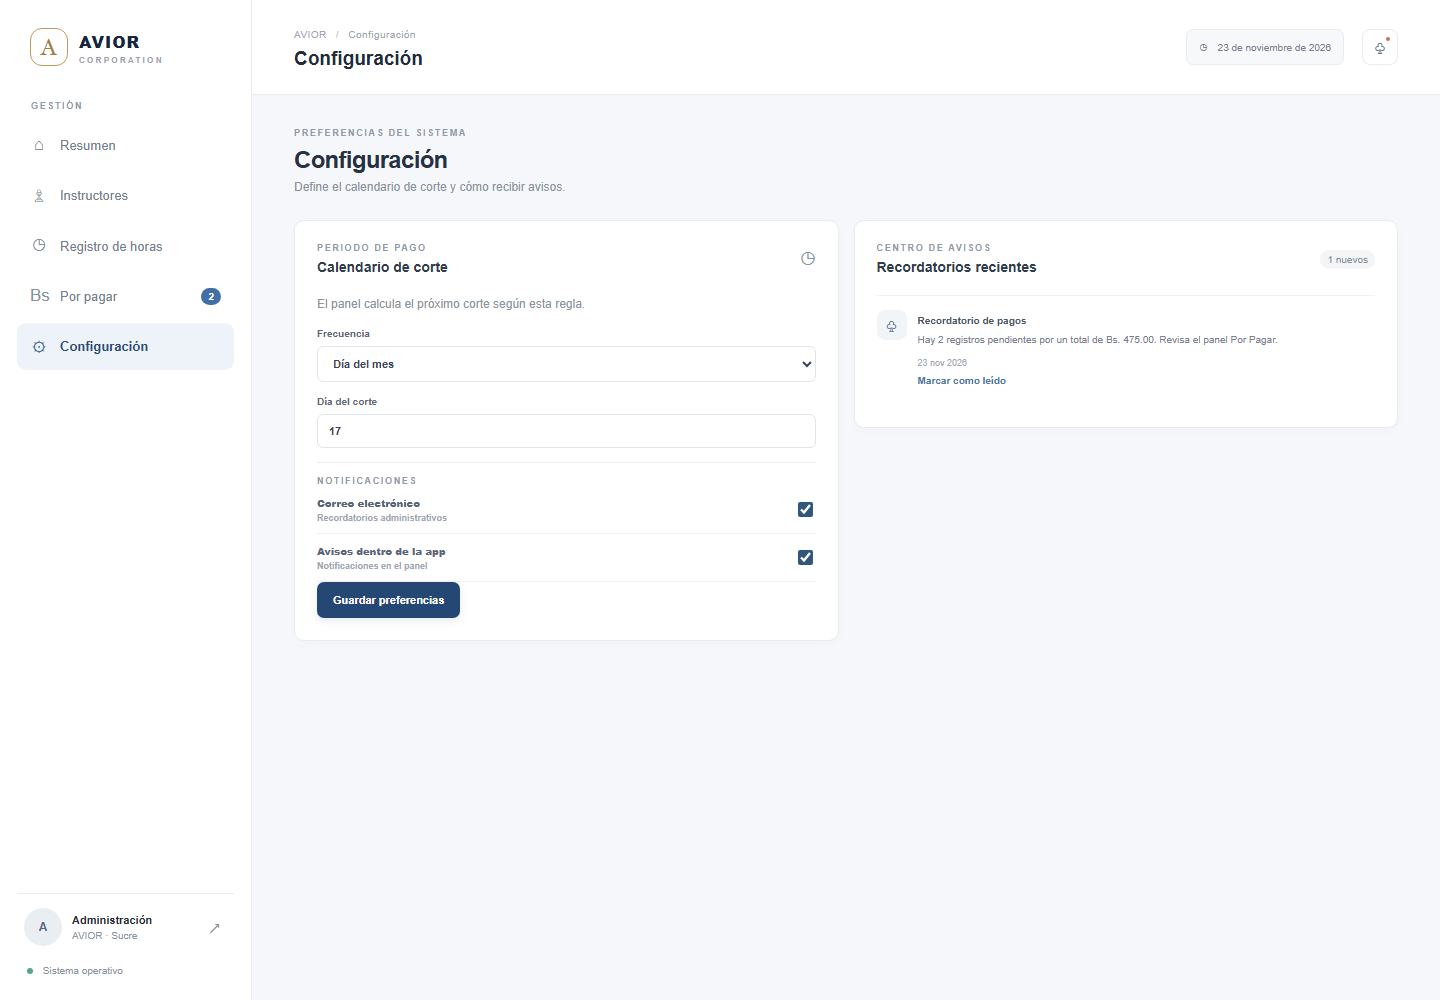 A
AVIOR
CORPORATION
GESTIÓN
Resumen
Instructores
Registro de horas
Bs Por pagar 2
Configuración
Administración
A
AVIOR · Sucre
Sistema operativo
AVIOR / Configuración
Configuración
23 de noviembre de 2026
PREFERENCIAS DEL SISTEMA
Configuración
Define el calendario de corte y cómo recibir avisos.
PERIODO DE PAGO
Calendario de corte
El panel calcula el próximo corte según esta regla.
Frecuencia
Día del mes
Día del corte
17
NOTIFICACIONES
Correo electrónico
Recordatorios administrativos
Avisos dentro de la app
Notificaciones en el panel
Guardar preferencias
CENTRO DE AVISOS
Recordatorios recientes
1 nuevos
Recordatorio de pagos
Hay 2 registros pendientes por un total de Bs. 475.00. Revisa el panel Por Pagar.
23 nov 2026
Marcar como leído